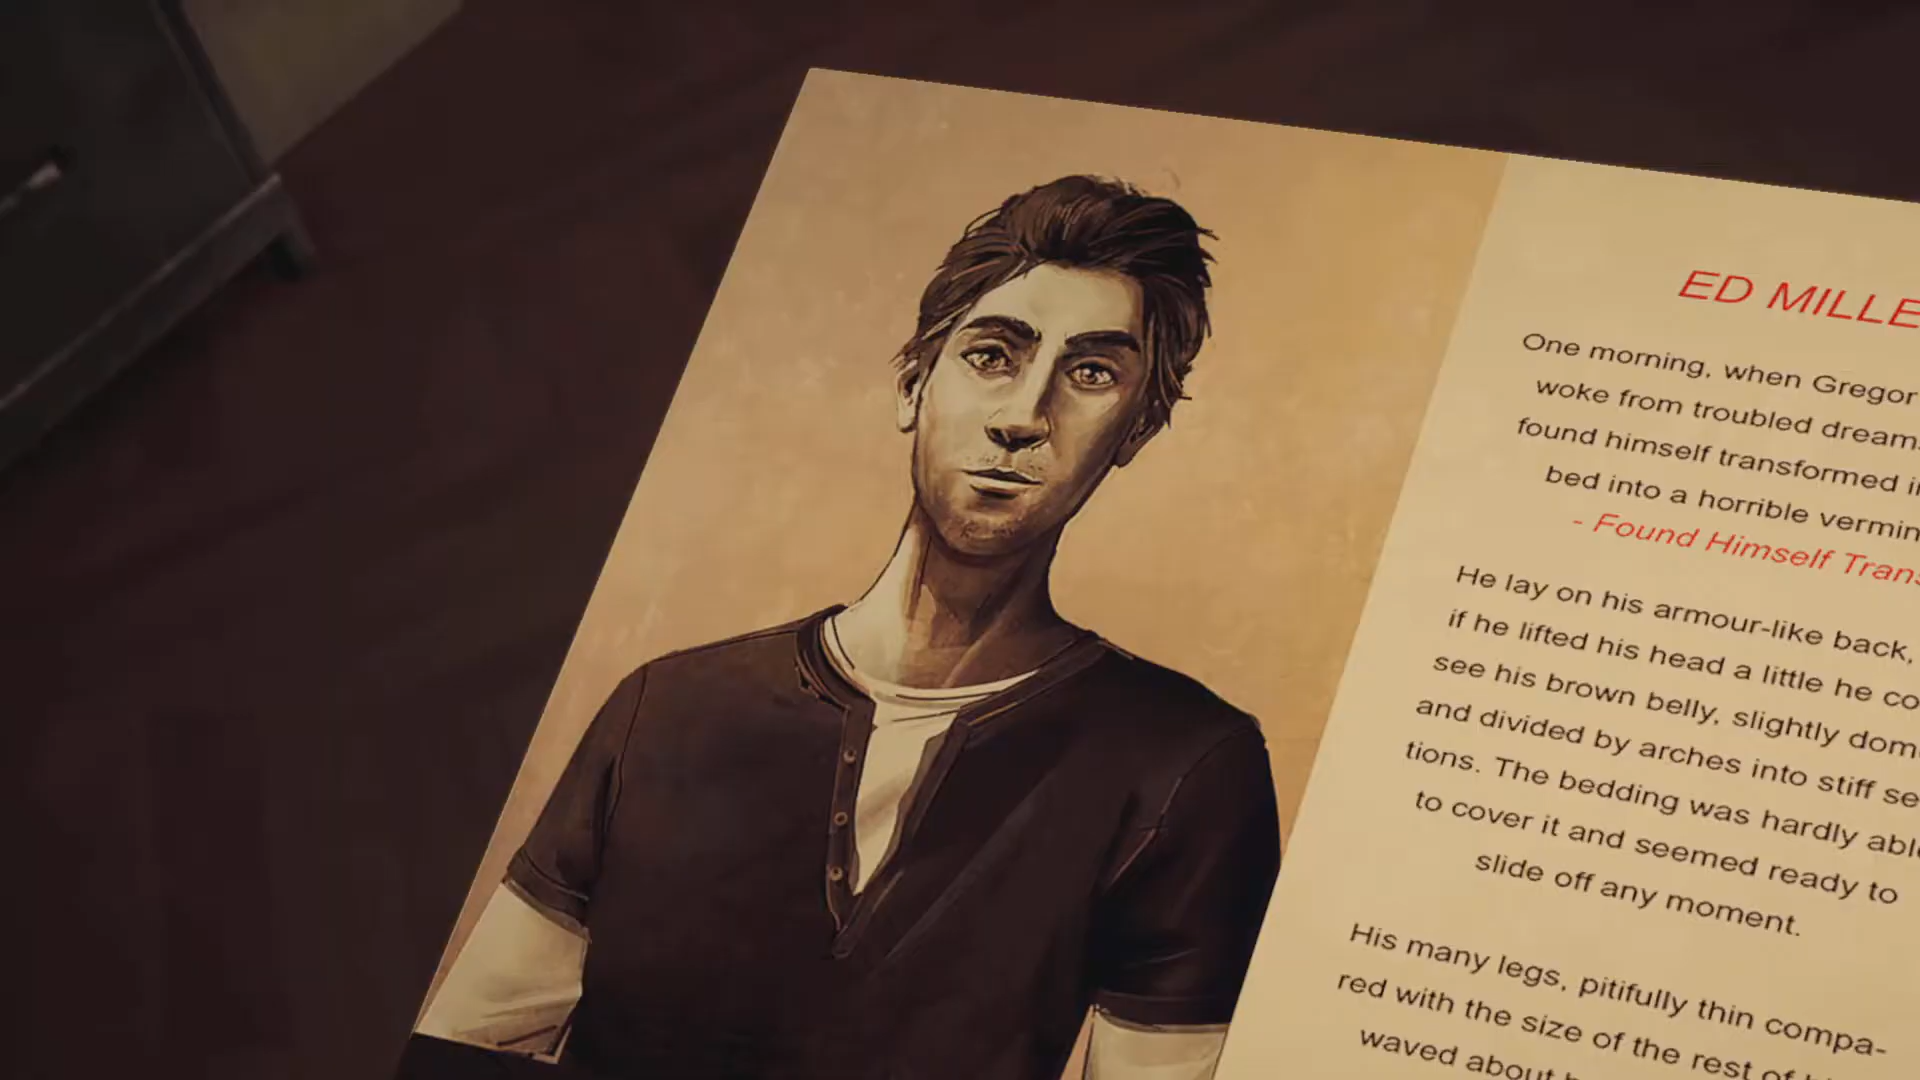 ED MILLE
One morning, when Gregor
woke from troubled dream
found himself transformed i
bed into a horrible vermin
- Found Himself Trans
He lay on his armour-like back,
if he lifted his head a little he co
see his brown belly, slightly dom
and divided by arches into stiff se
tions. The bedding was hardly abl
to cover it and seemed ready to
slide off any moment.
His many legs, pitifully thin compa-
red with the size of the rest of
waved about